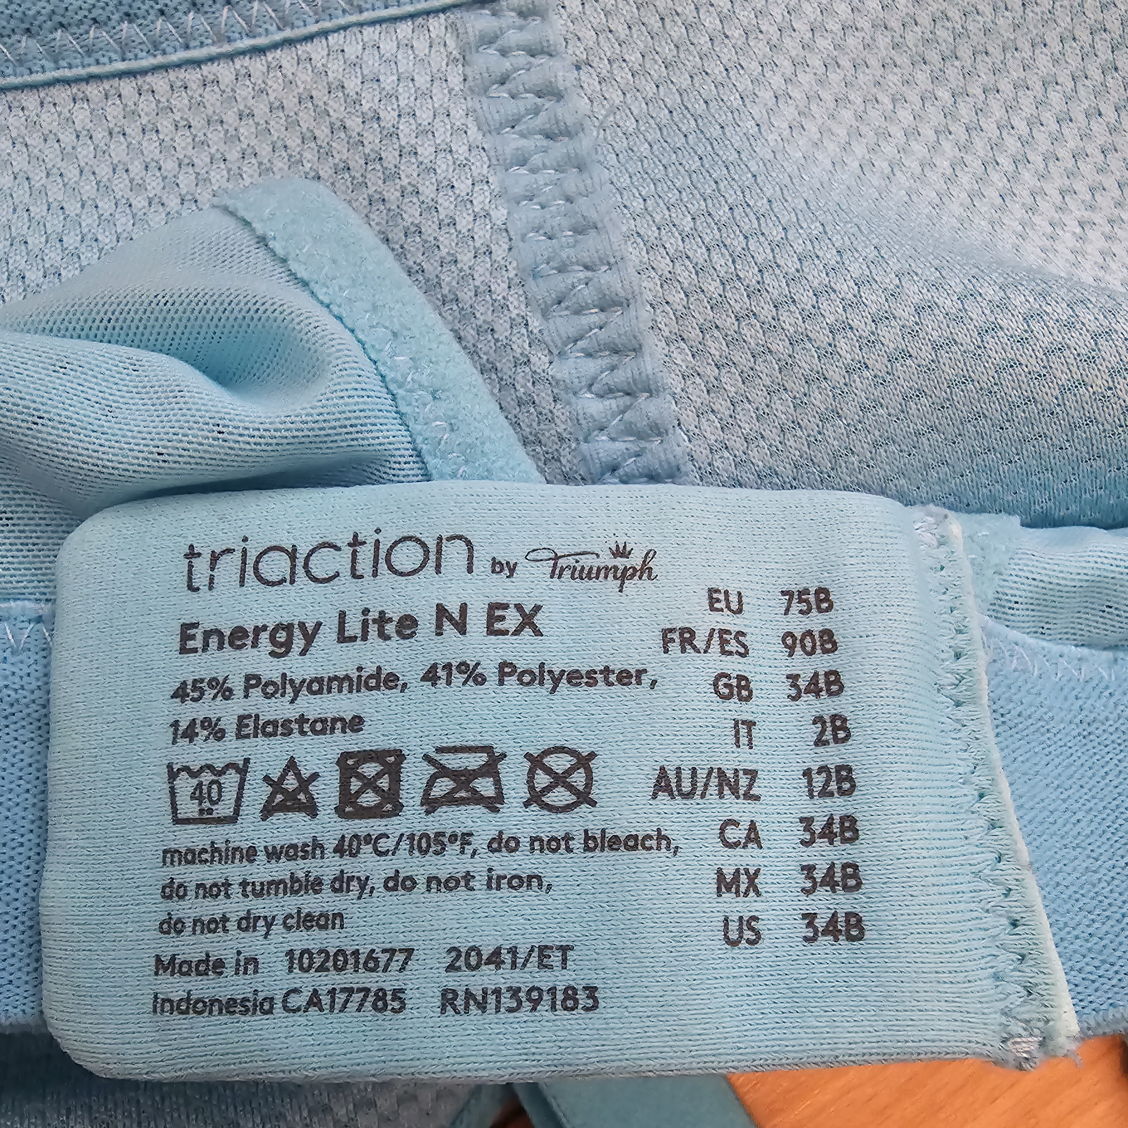 triaction by Triumph
Energy Lite N EX
45% Polyamide, 41% Polyester,
14% Elastane
40
machine wash 40°C/105°F, do not bleach,
do not tumble dry, do not iron,
do not dry clean
Made in 10201677 2041/ET
Indonesia CA17785 RN139183
EU 75B
FR/ES 90B
GB 34B
IT 2B
AU/NZ 12B
CA 34B
MX 34B
US 34B